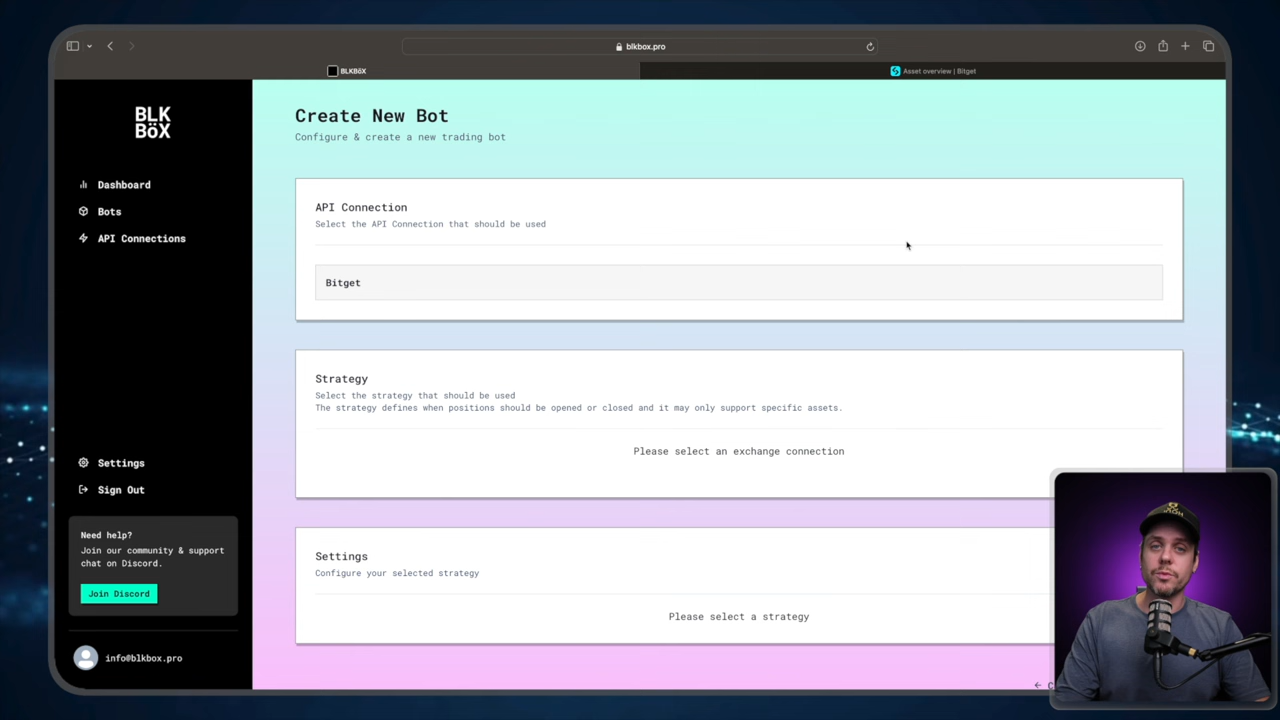 blkbox.pro
BLKBöX
Asset overview | Bitget
BLK
BöX
Dashboard
Bots
API Connections
Settings
Sign Out
Need help?
Join our community & support
chat on Discord.
Join Discord
info@blkbox.pro
Create New Bot
Configure & create a new trading bot
API Connection
Select the API Connection that should be used
Bitget
Strategy
Select the strategy that should be used
The strategy defines when positions should be opened or closed and it may only support specific assets.
Please select an exchange connection
Settings
Configure your selected strategy
Please select a strategy